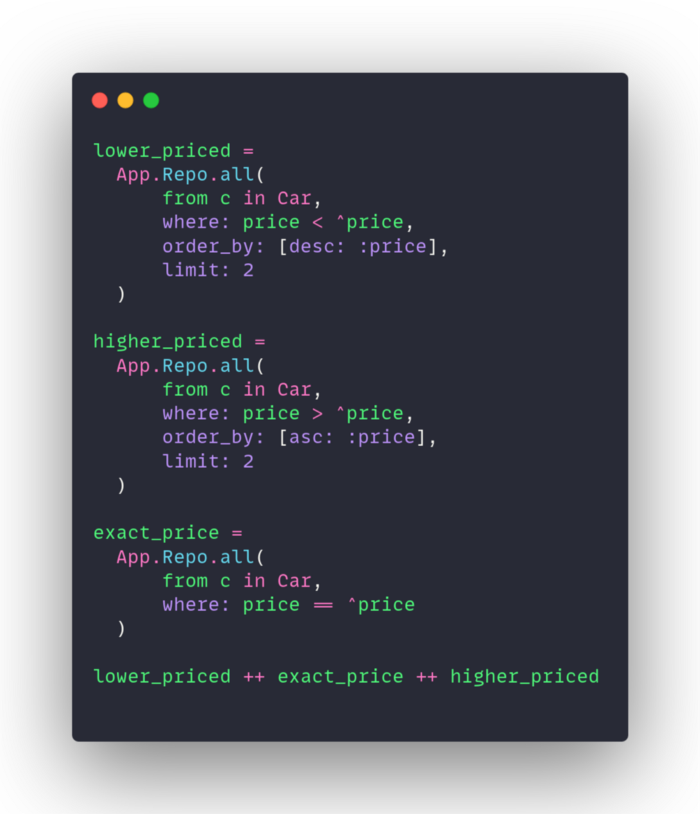 lower_priced =
  App.Repo.all(
      from c in Car,
      where: price < ^price,
      order_by: [desc: :price],
      limit: 2
  )

higher_priced =
  App.Repo.all(
      from c in Car,
      where: price > ^price,
      order_by: [asc: :price],
      limit: 2
  )

exact_price =
  App.Repo.all(
      from c in Car,
      where: price == ^price
  )

lower_priced ++ exact_price ++ higher_priced